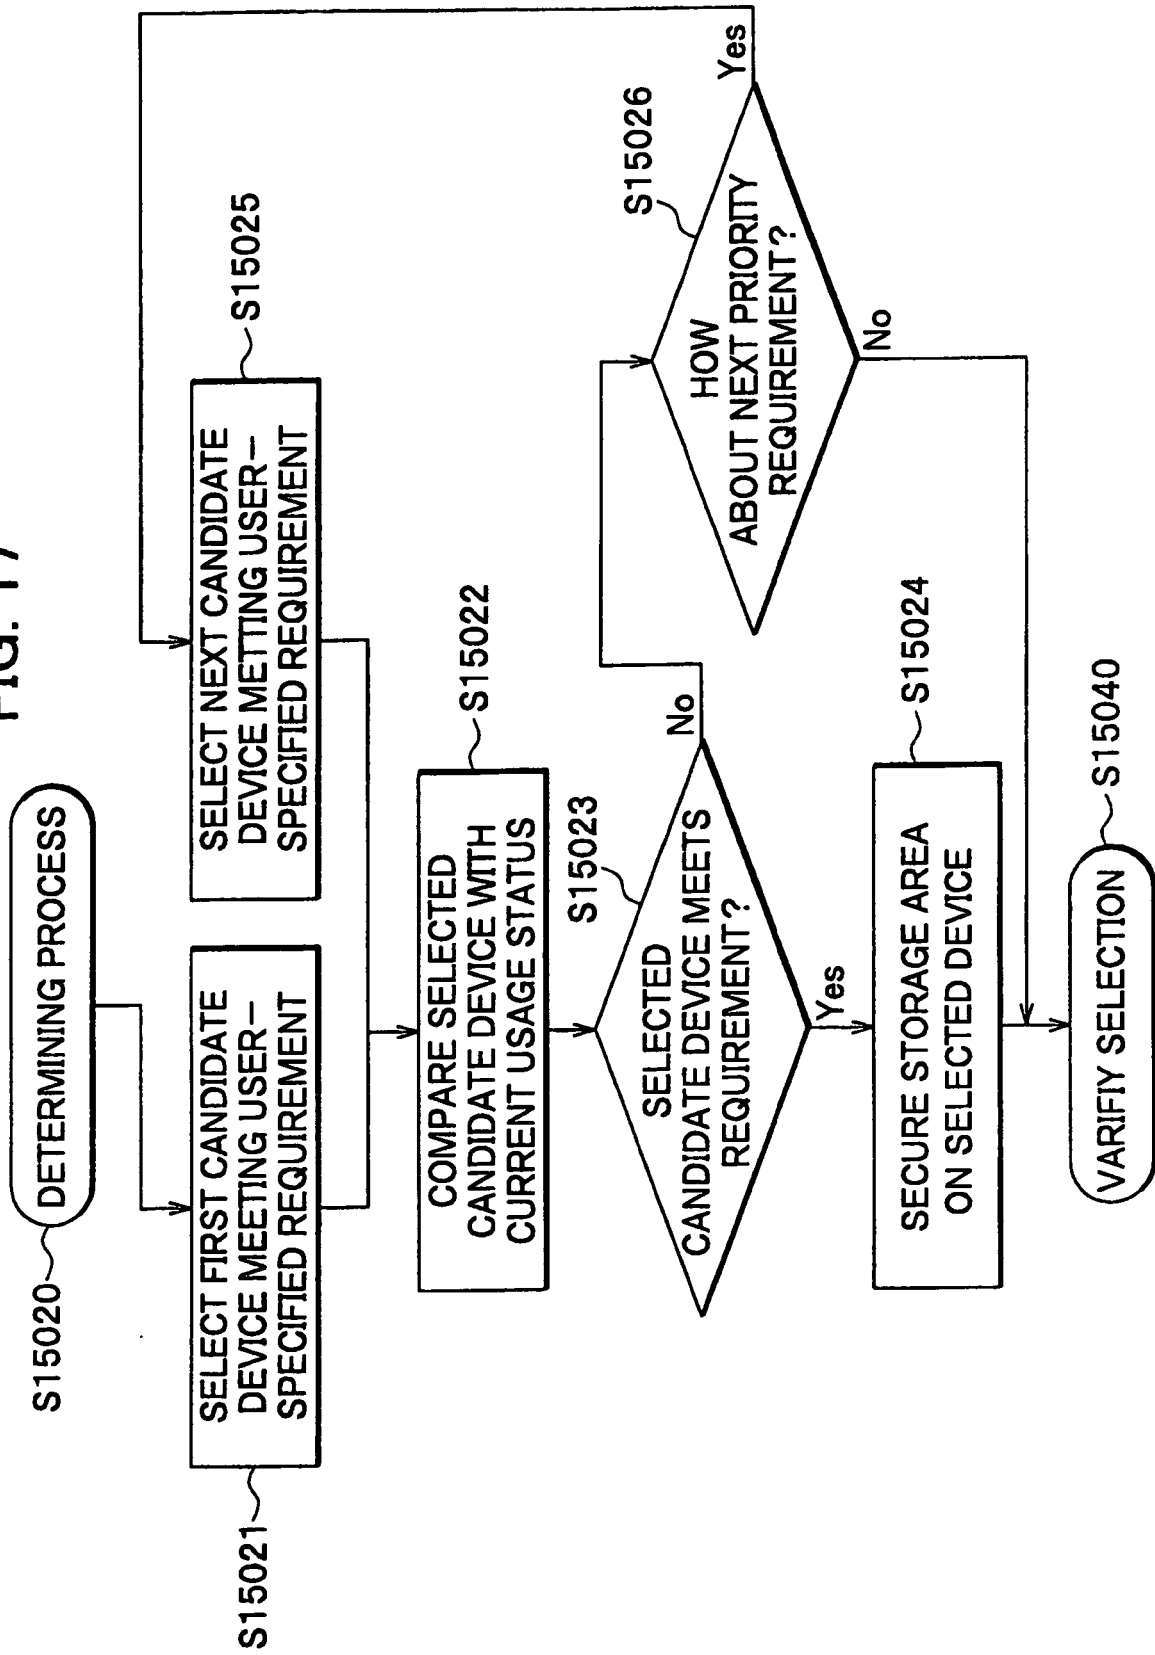 FIG. 17
S15020
DETERMINING PROCESS
S15021
SELECT FIRST CANDIDATE
DEVICE MEETING USER-
SPECIFIED REQUIREMENT
SELECT NEXT CANDIDATE
DEVICE METTING USER-
SPECIFIED REQUIREMENT
S15025
COMPARE SELECTED
CANDIDATE DEVICE WITH
CURRENT USAGE STATUS
S15022
S15023
SELECTED
CANDIDATE DEVICE MEETS
REQUIREMENT?
No
Yes
S15026
HOW
ABOUT NEXT PRIORITY
REQUIREMENT?
Yes
No
SECURE STORAGE AREA
ON SELECTED DEVICE
S15024
VARIFIY SELECTION
S15040